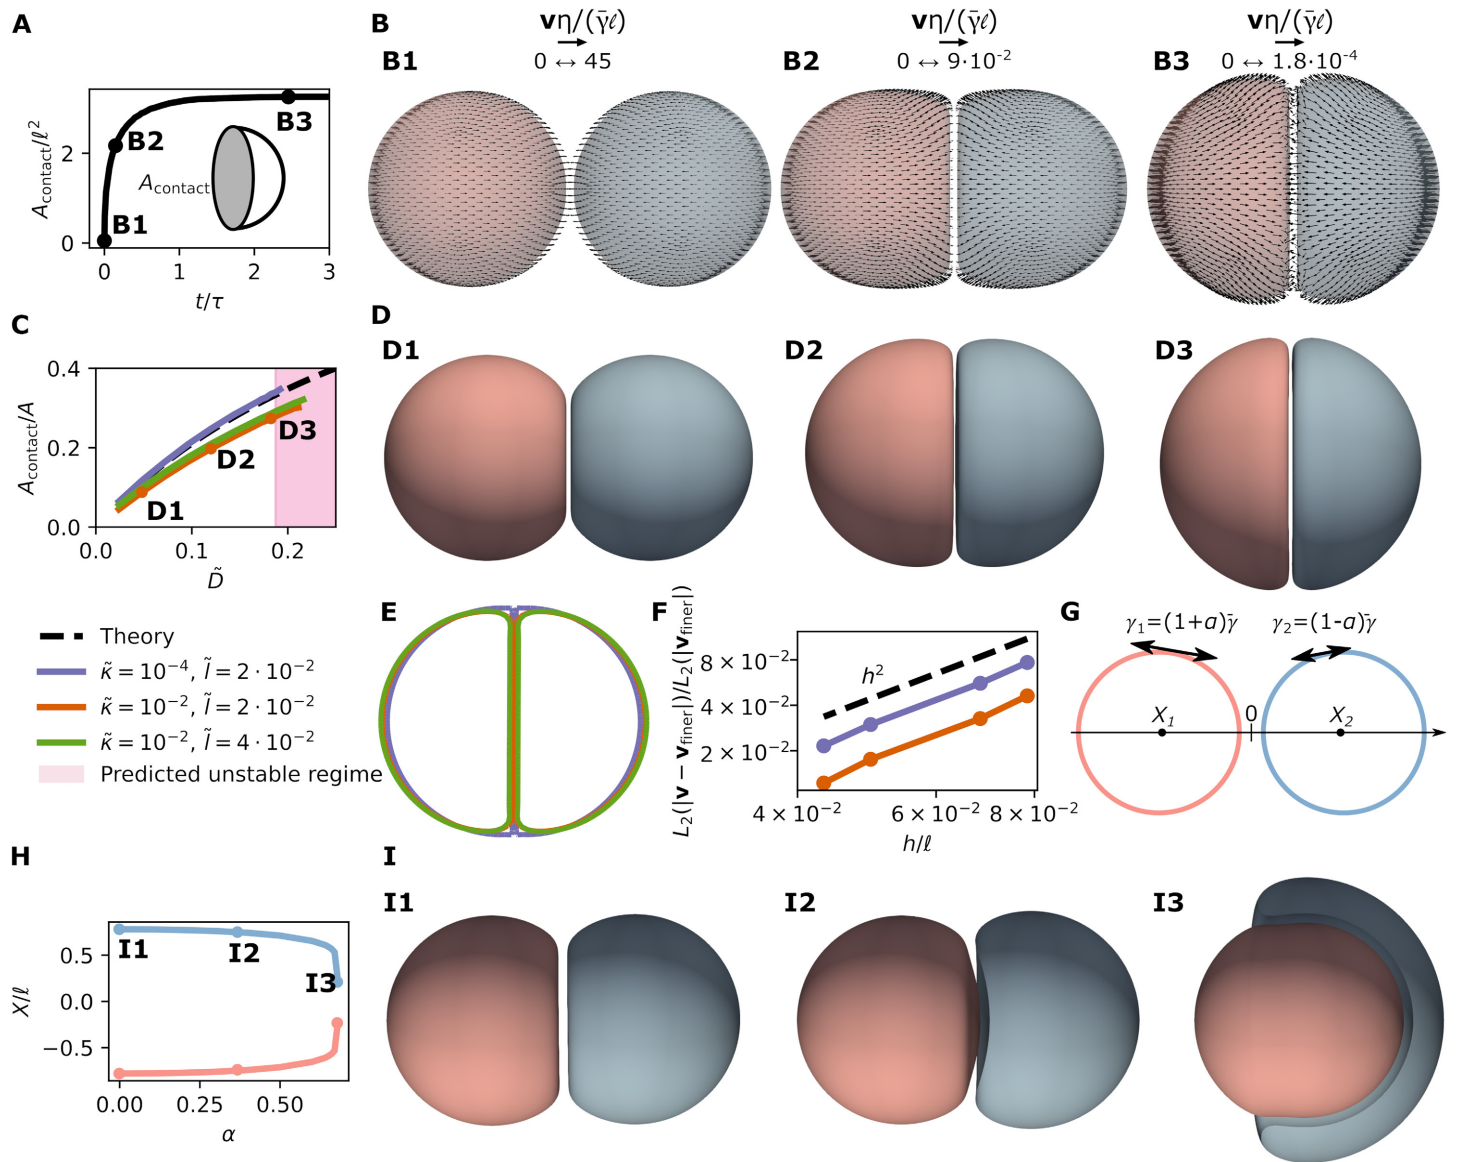 A
A_contact/ℓ²
2
0
B1
B2
B3
A_contact
0 1 2 3
t/τ
B
B1
vη/(γ̄ℓ)
0 ↔ 45
B2
vη/(γ̄ℓ)
0 ↔ 9·10⁻²
B3
vη/(γ̄ℓ)
0 ↔ 1.8·10⁻⁴
C
A_contact/A
0.4
0.2
0.0
D1
D2
D3
0.0 0.1 0.2
D̃
Theory
κ̃ = 10⁻⁴, l̃ = 2 · 10⁻²
κ̃ = 10⁻², l̃ = 2 · 10⁻²
κ̃ = 10⁻², l̃ = 4 · 10⁻²
Predicted unstable regime
D
D1
D2
D3
E
F
L₂(|v − v_finer|)/L₂(|v_finer|)
8 × 10⁻²
4 × 10⁻²
2 × 10⁻²
h²
4 × 10⁻² 6 × 10⁻² 8 × 10⁻²
h/ℓ
G
γ₁=(1+α)γ̄
γ₂=(1-α)γ̄
X₁
0
X₂
H
X/ℓ
0.5
0.0
−0.5
I1
I2
I3
0.00 0.25 0.50
α
I
I1
I2
I3